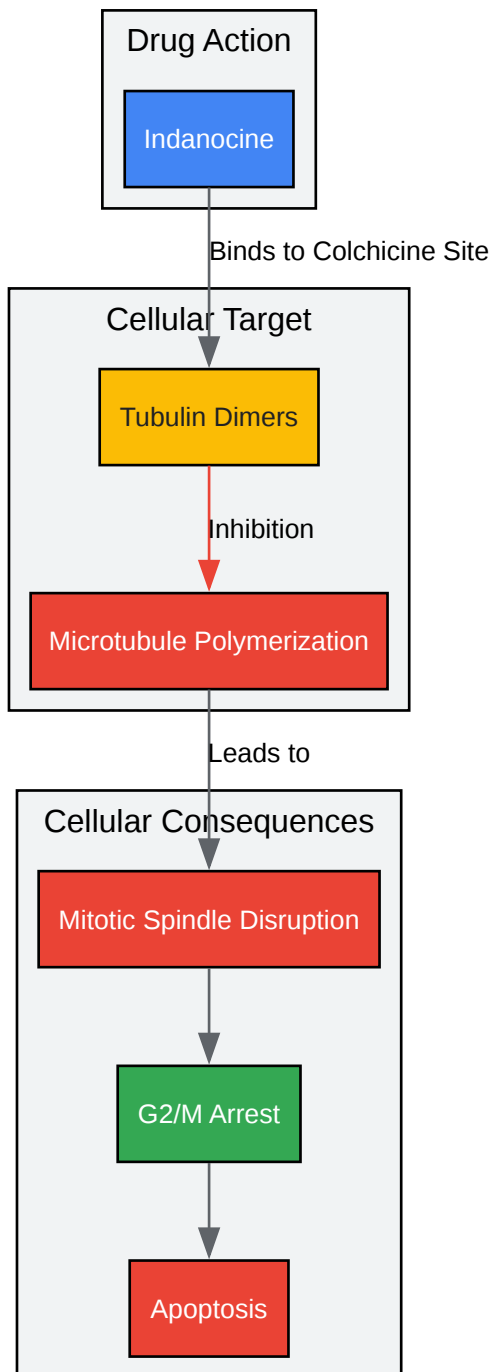 Drug Action
Indanocine
Binds to Colchicine Site
Cellular Target
Tubulin Dimers
Inhibition
Microtubule Polymerization
Leads to
Cellular Consequences
Mitotic Spindle Disruption
G2/M Arrest
Apoptosis